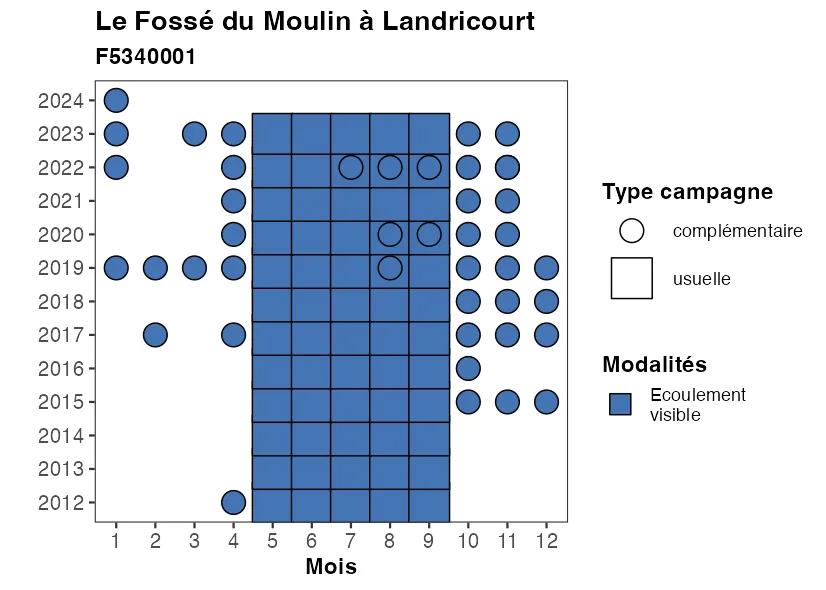 Le Fossé du Moulin à Landricourt
F5340001
2024
2023
2022
2021
2020
2019
2018
2017
2016
2015
2014
2013
2012
1 2 3 4 5 6 7 8 9 10 11 12
Mois
Type campagne
complémentaire
usuelle
Modalités
Ecoulement
visible